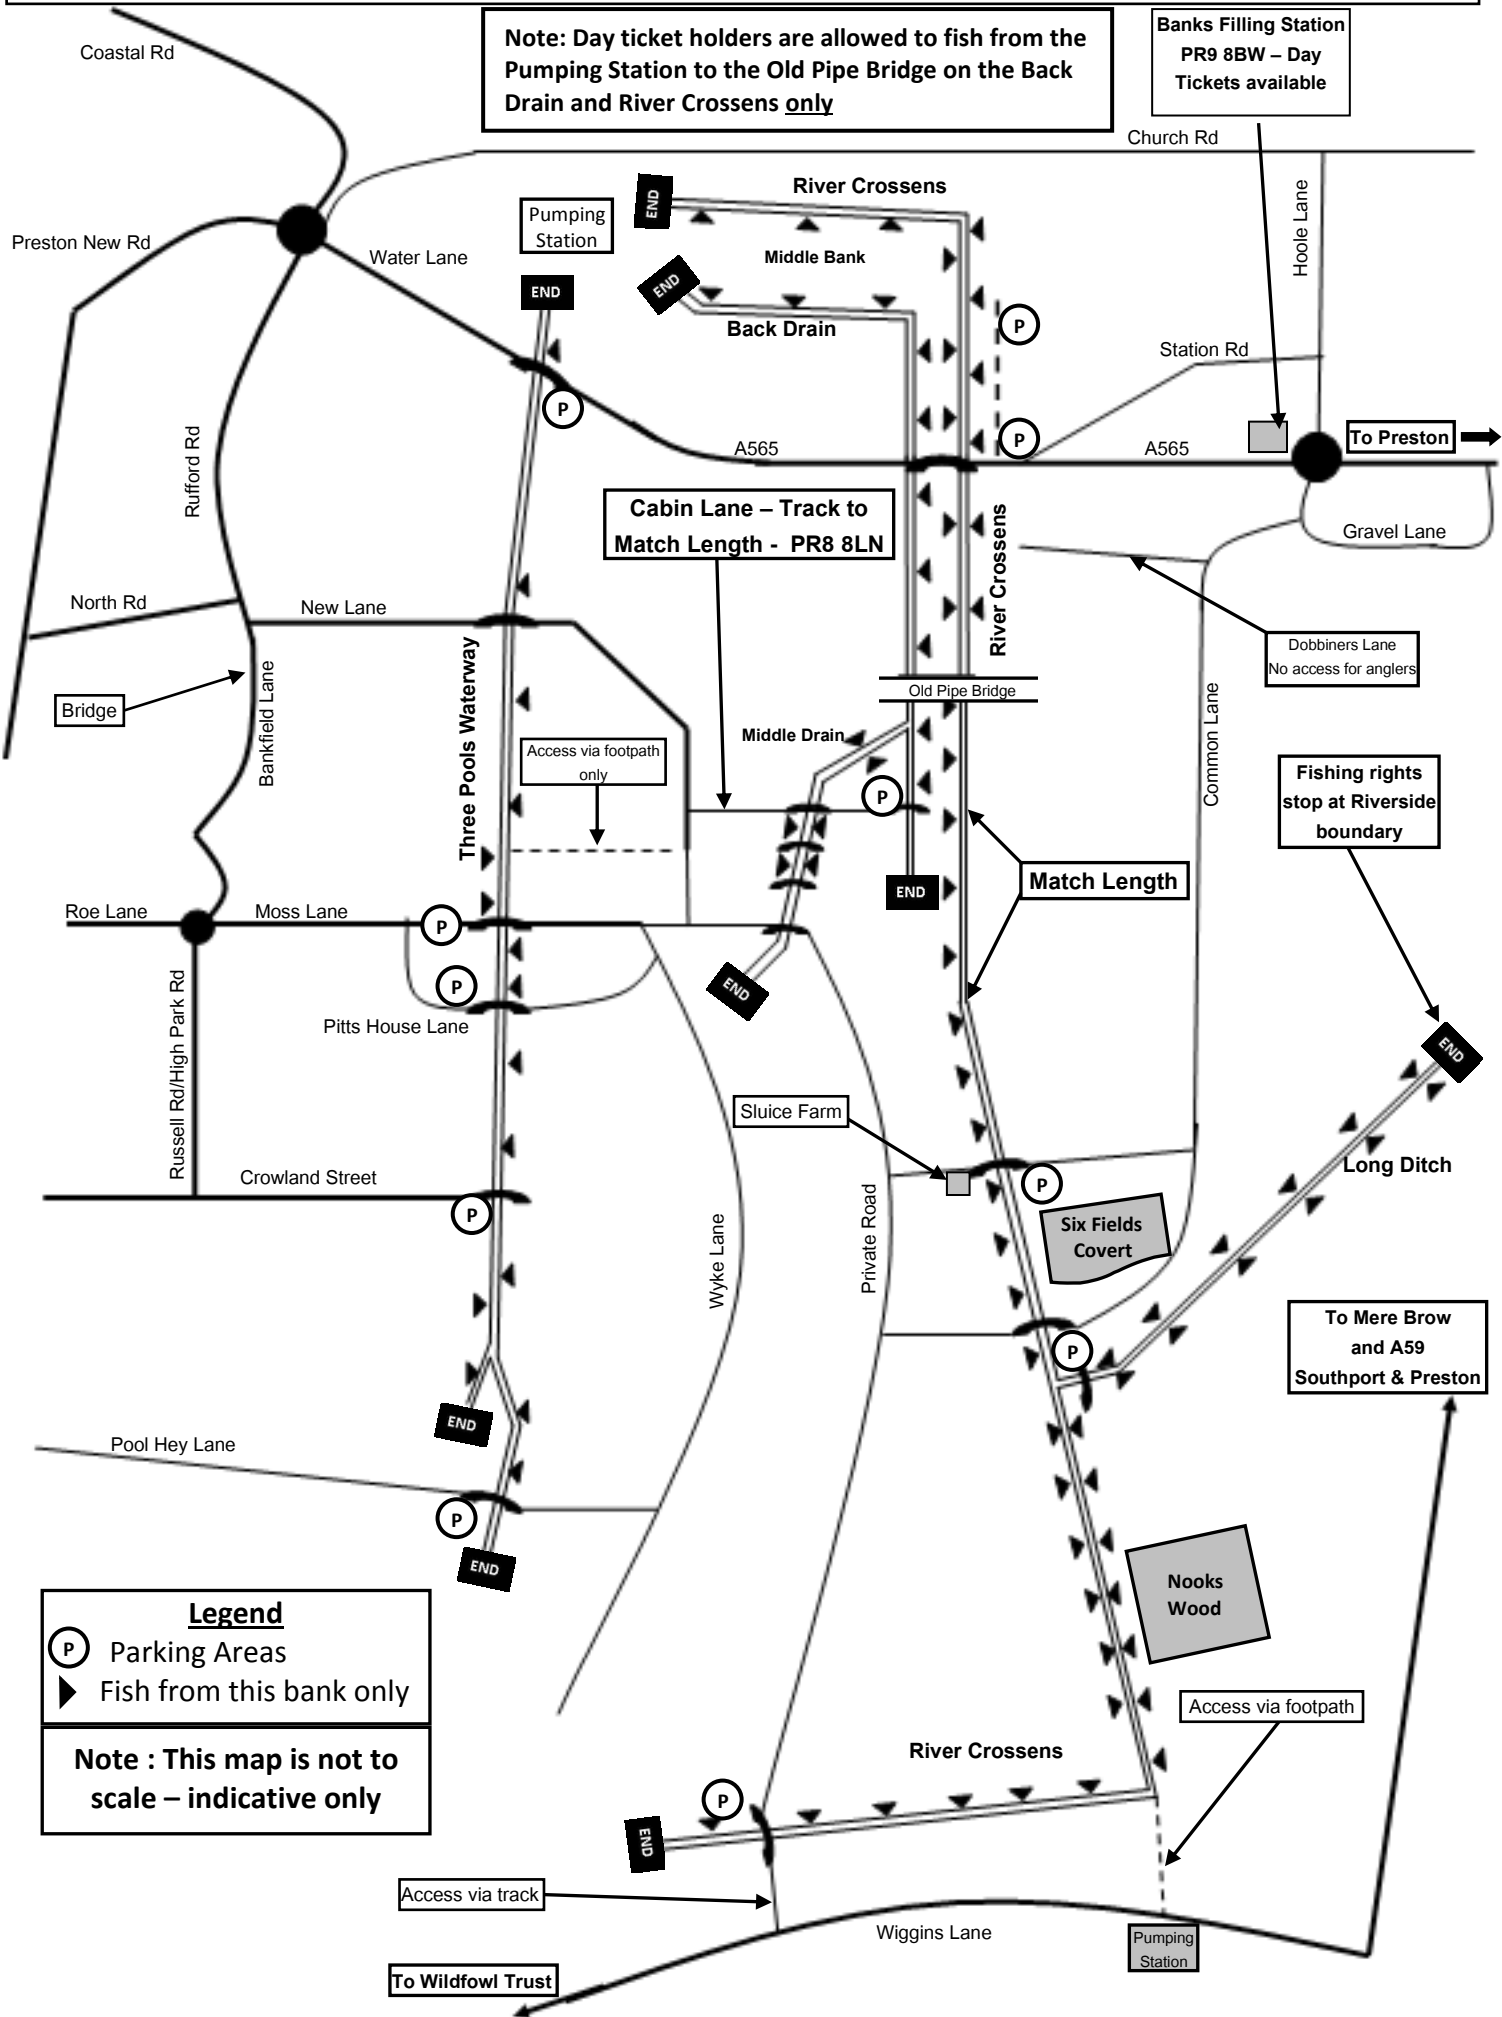 Note: Day ticket holders are allowed to fish from the
Pumping Station to the Old Pipe Bridge on the Back
Drain and River Crossens only
Banks Filling Station
PR9 8BW – Day
Tickets available
Coastal Rd
Church Rd
River Crossens
END
Pumping
Station
Hoole Lane
Preston New Rd
Water Lane
Middle Bank
END
END
Back Drain
P
Station Rd
P
P
A565
A565
To Preston
Rufford Rd
Cabin Lane – Track to
Match Length - PR8 8LN
River Crossens
Gravel Lane
North Rd
New Lane
Dobbiners Lane
No access for anglers
Bridge
Bankfield Lane
Three Pools Waterway
Old Pipe Bridge
Common Lane
Middle Drain
Access via footpath
only
P
Fishing rights
stop at Riverside
boundary
Match Length
END
Roe Lane
Moss Lane
P
P
END
Pitts House Lane
Russell Rd/High Park Rd
END
Sluice Farm
Long Ditch
Crowland Street
P
P
Six Fields
Covert
Wyke Lane
Private Road
To Mere Brow
and A59
Southport & Preston
P
END
Pool Hey Lane
P
END
Nooks
Wood
Legend
P Parking Areas
Fish from this bank only
Note : This map is not to
scale – indicative only
Access via footpath
River Crossens
P
END
Access via track
Wiggins Lane
Pumping
Station
To Wildfowl Trust